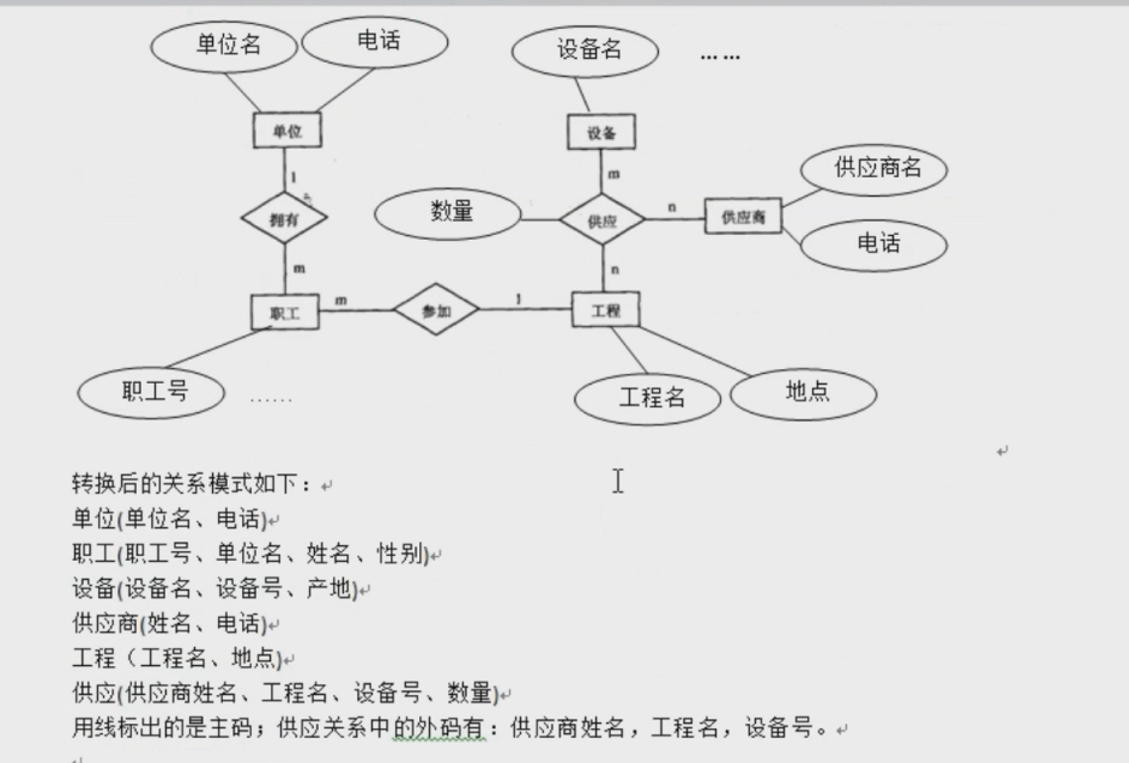 单位名 电话 设备名 ... ...
单位 设备
供应商名
1 m
数量 n
拥有 供应 供应商
电话
m n
m 1
职工 参加 工程
职工号 ...... 工程名 地点
转换后的关系模式如下：
单位(单位名、电话)
职工(职工号、单位名、姓名、性别)
设备(设备名、设备号、产地)
供应商(姓名、电话)
工程（工程名、地点)
供应(供应商姓名、工程名、设备号、数量)
用线标出的是主码；供应关系中的外码有：供应商姓名，工程名，设备号。